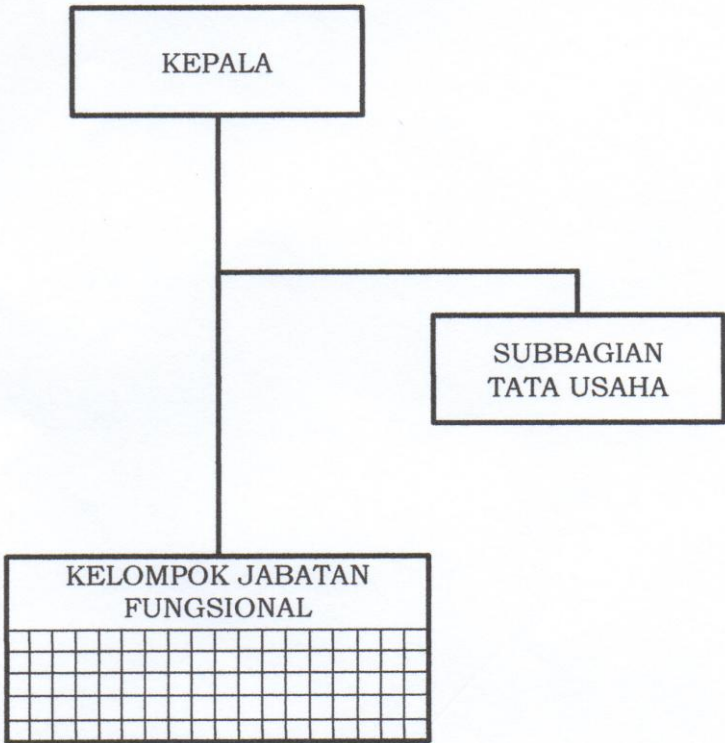 KEPALA
SUBBAGIAN
TATA USAHA
KELOMPOK JABATAN
FUNGSIONAL